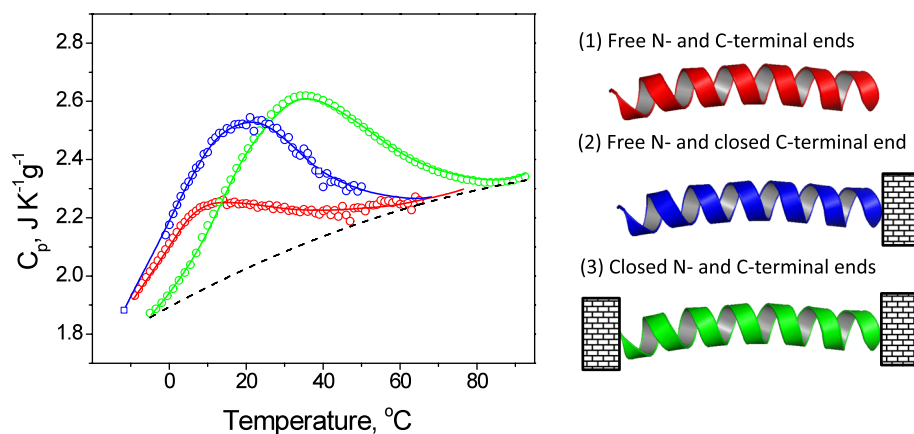 2.8
2.6
2.4
2.2
2.0
1.8
Cp, J K-1g-1
0
20
40
60
80
Temperature, oC
(1) Free N- and C-terminal ends
(2) Free N- and closed C-terminal end
(3) Closed N- and C-terminal ends